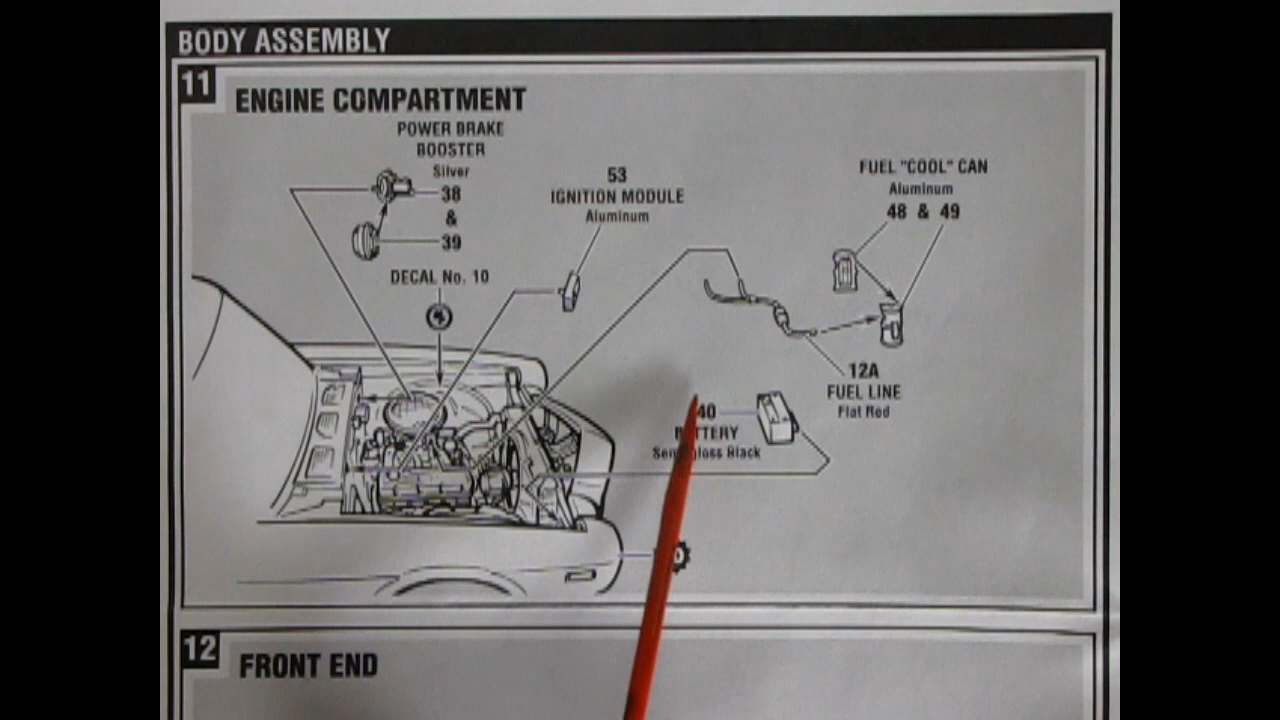 BODY ASSEMBLY
11
ENGINE COMPARTMENT
POWER BRAKE
BOOSTER
Silver
38
&
39
DECAL No. 10
53
IGNITION MODULE
Aluminum
FUEL "COOL" CAN
Aluminum
48 & 49
12A
FUEL LINE
Flat Red
40
Black
12
FRONT END